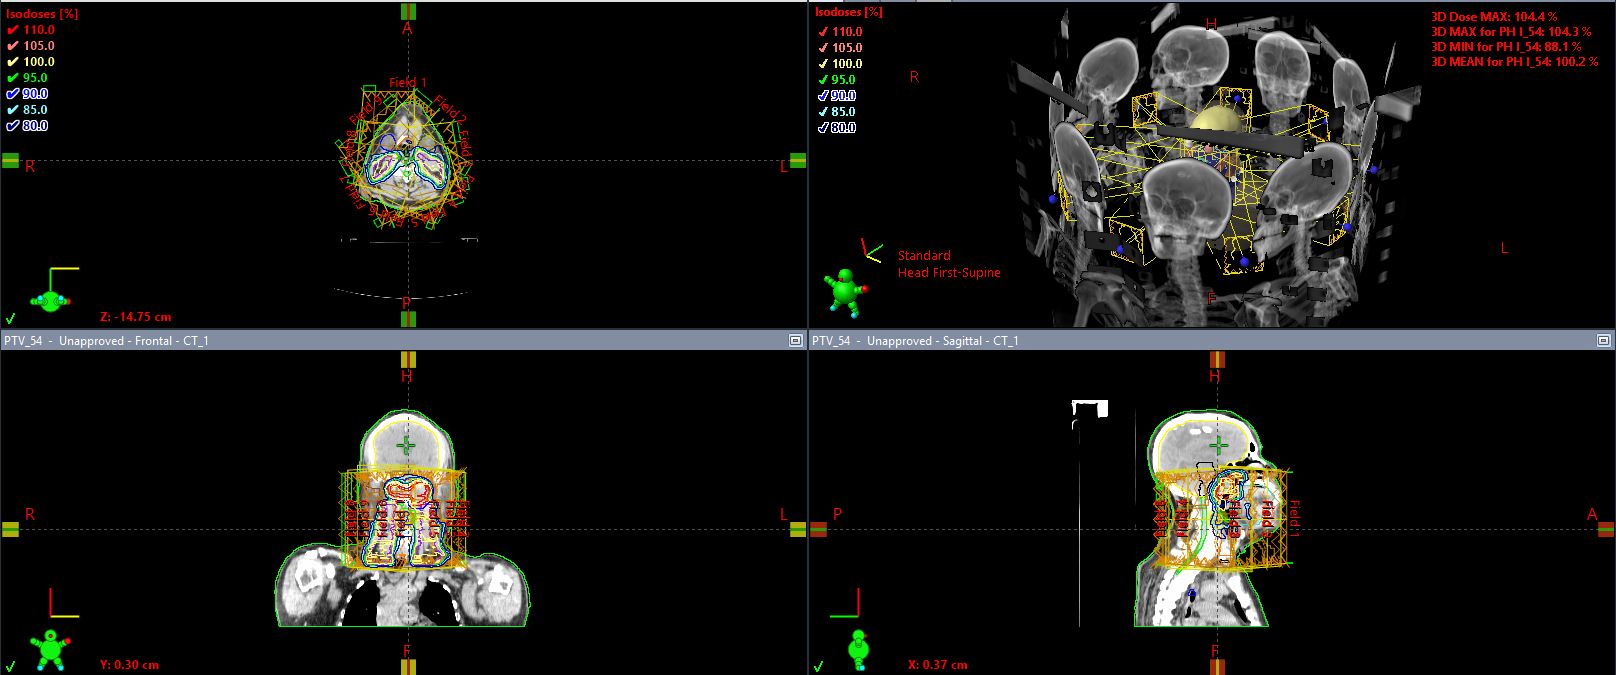 Isodoses [%]
110.0
105.0
100.0
95.0
90.0
85.0
80.0
A
Field 1
Field 2
R
L
P
Z: -14.75 cm
Isodoses [%]
110.0
105.0
100.0
95.0
90.0
85.0
80.0
H
R
L
F
3D Dose MAX: 104.4 %
3D MAX for PH I_54: 104.3 %
3D MIN for PH I_54: 88.1 %
3D MEAN for PH I_54: 100.2 %
Standard
Head First-Supine
PTV_54 - Unapproved - Frontal - CT_1
H
R
L
F
Y: 0.30 cm
PTV_54 - Unapproved - Sagittal - CT_1
H
P
A
Field 1
F
X: 0.37 cm